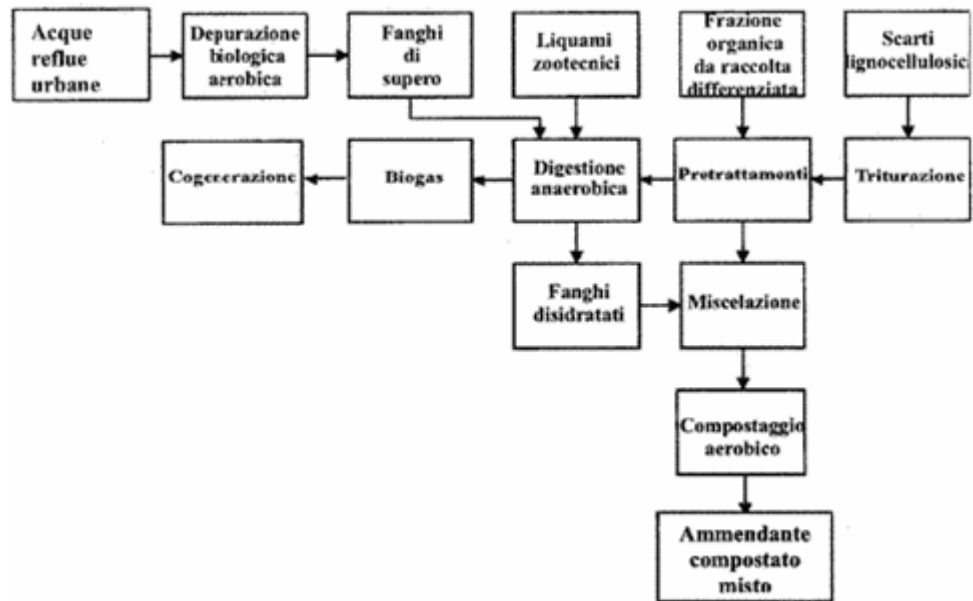 Acque
reflue
urbane
Depurazione
biologica
aerobica
Fanghi
di
supero
Liquami
zootecnici
Frazione
organica
da raccolta
differenziata
Scarti
lignocellulosic
Cogenerazione
Biogas
Digestione
anaerobica
Pretrattamenti
Triturazione
Fanghi
disidratati
Miscelazione
Compostaggio
aerobico
Ammendante
compostato
misto